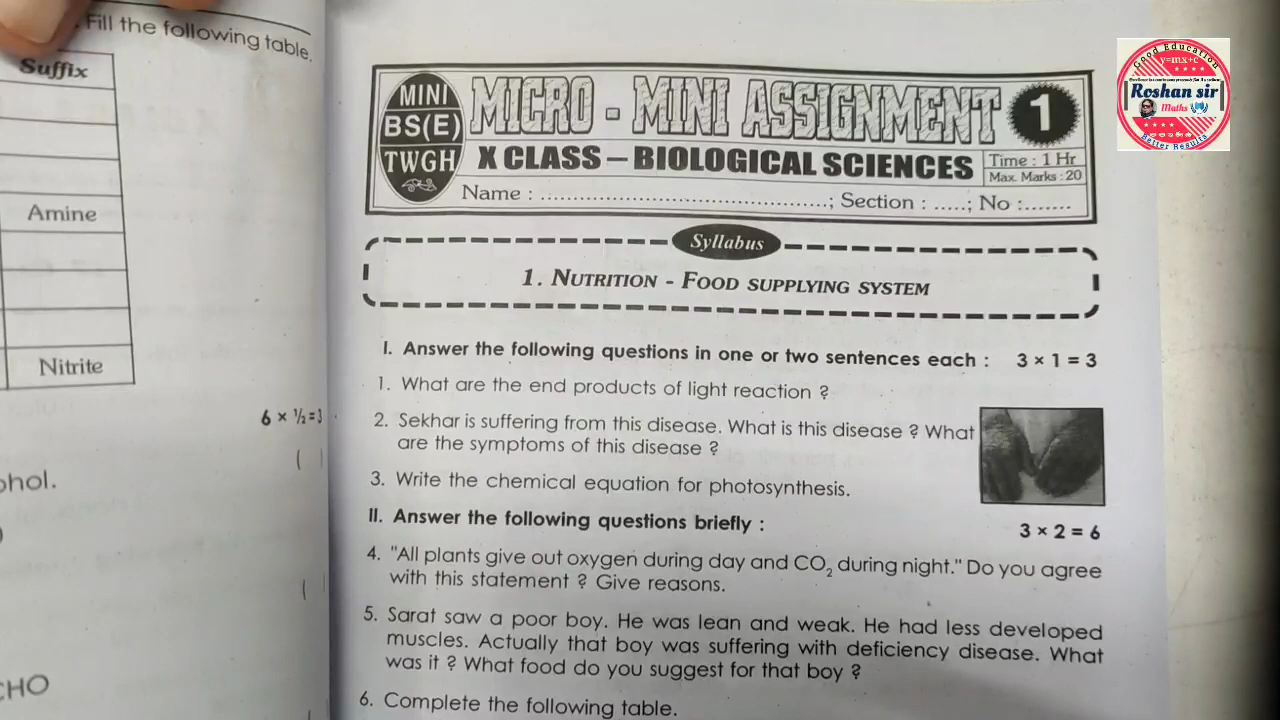 Fill the following table.
Suffix
Amine
Nitrite
6 × ½=3
( )
ohol.
)
( )
CHO
MINI
BS(E)
TWGH
MICRO - MINI ASSIGNMENT
1
X CLASS – BIOLOGICAL SCIENCES
Time : 1 Hr
Max. Marks : 20
Name : ............................................; Section : .....; No :........
Syllabus
1. NUTRITION - FOOD SUPPLYING SYSTEM
I. Answer the following questions in one or two sentences each : 3 × 1 = 3
1. What are the end products of light reaction ?
2. Sekhar is suffering from this disease. What is this disease ? What
are the symptoms of this disease ?
3. Write the chemical equation for photosynthesis.
II. Answer the following questions briefly : 3 × 2 = 6
4. "All plants give out oxygen during day and CO₂ during night." Do you agree
with this statement ? Give reasons.
5. Sarat saw a poor boy. He was lean and weak. He had less developed
muscles. Actually that boy was suffering with deficiency disease. What
was it ? What food do you suggest for that boy ?
6. Complete the following table.
Good Education
y=mx+c
Roshan sir
Maths
Better Results